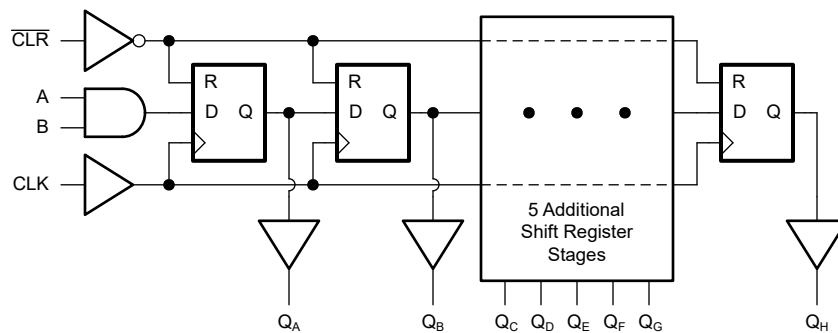 CLR
R
R
R
A
D Q
D Q
D Q
B
CLK
5 Additional
Shift Register
Stages
QA
QB
QC
QD
QE
QF
QG
QH